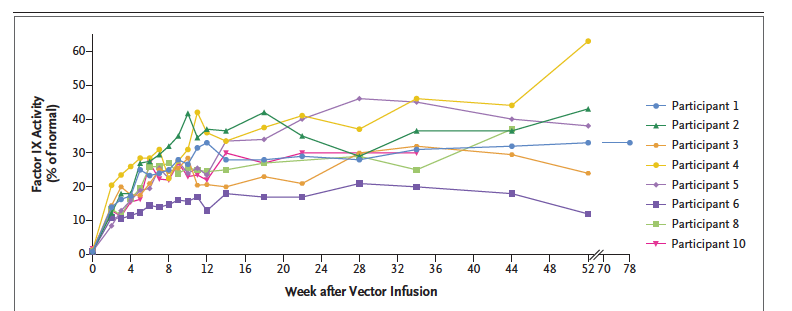 Factor IX Activity
(% of normal)
60
50
40
30
20
10
0
0 4 8 12 16 20 24 28 32 36 40 44 48 52 70 78
Week after Vector Infusion
Participant 1
Participant 2
Participant 3
Participant 4
Participant 5
Participant 6
Participant 8
Participant 10